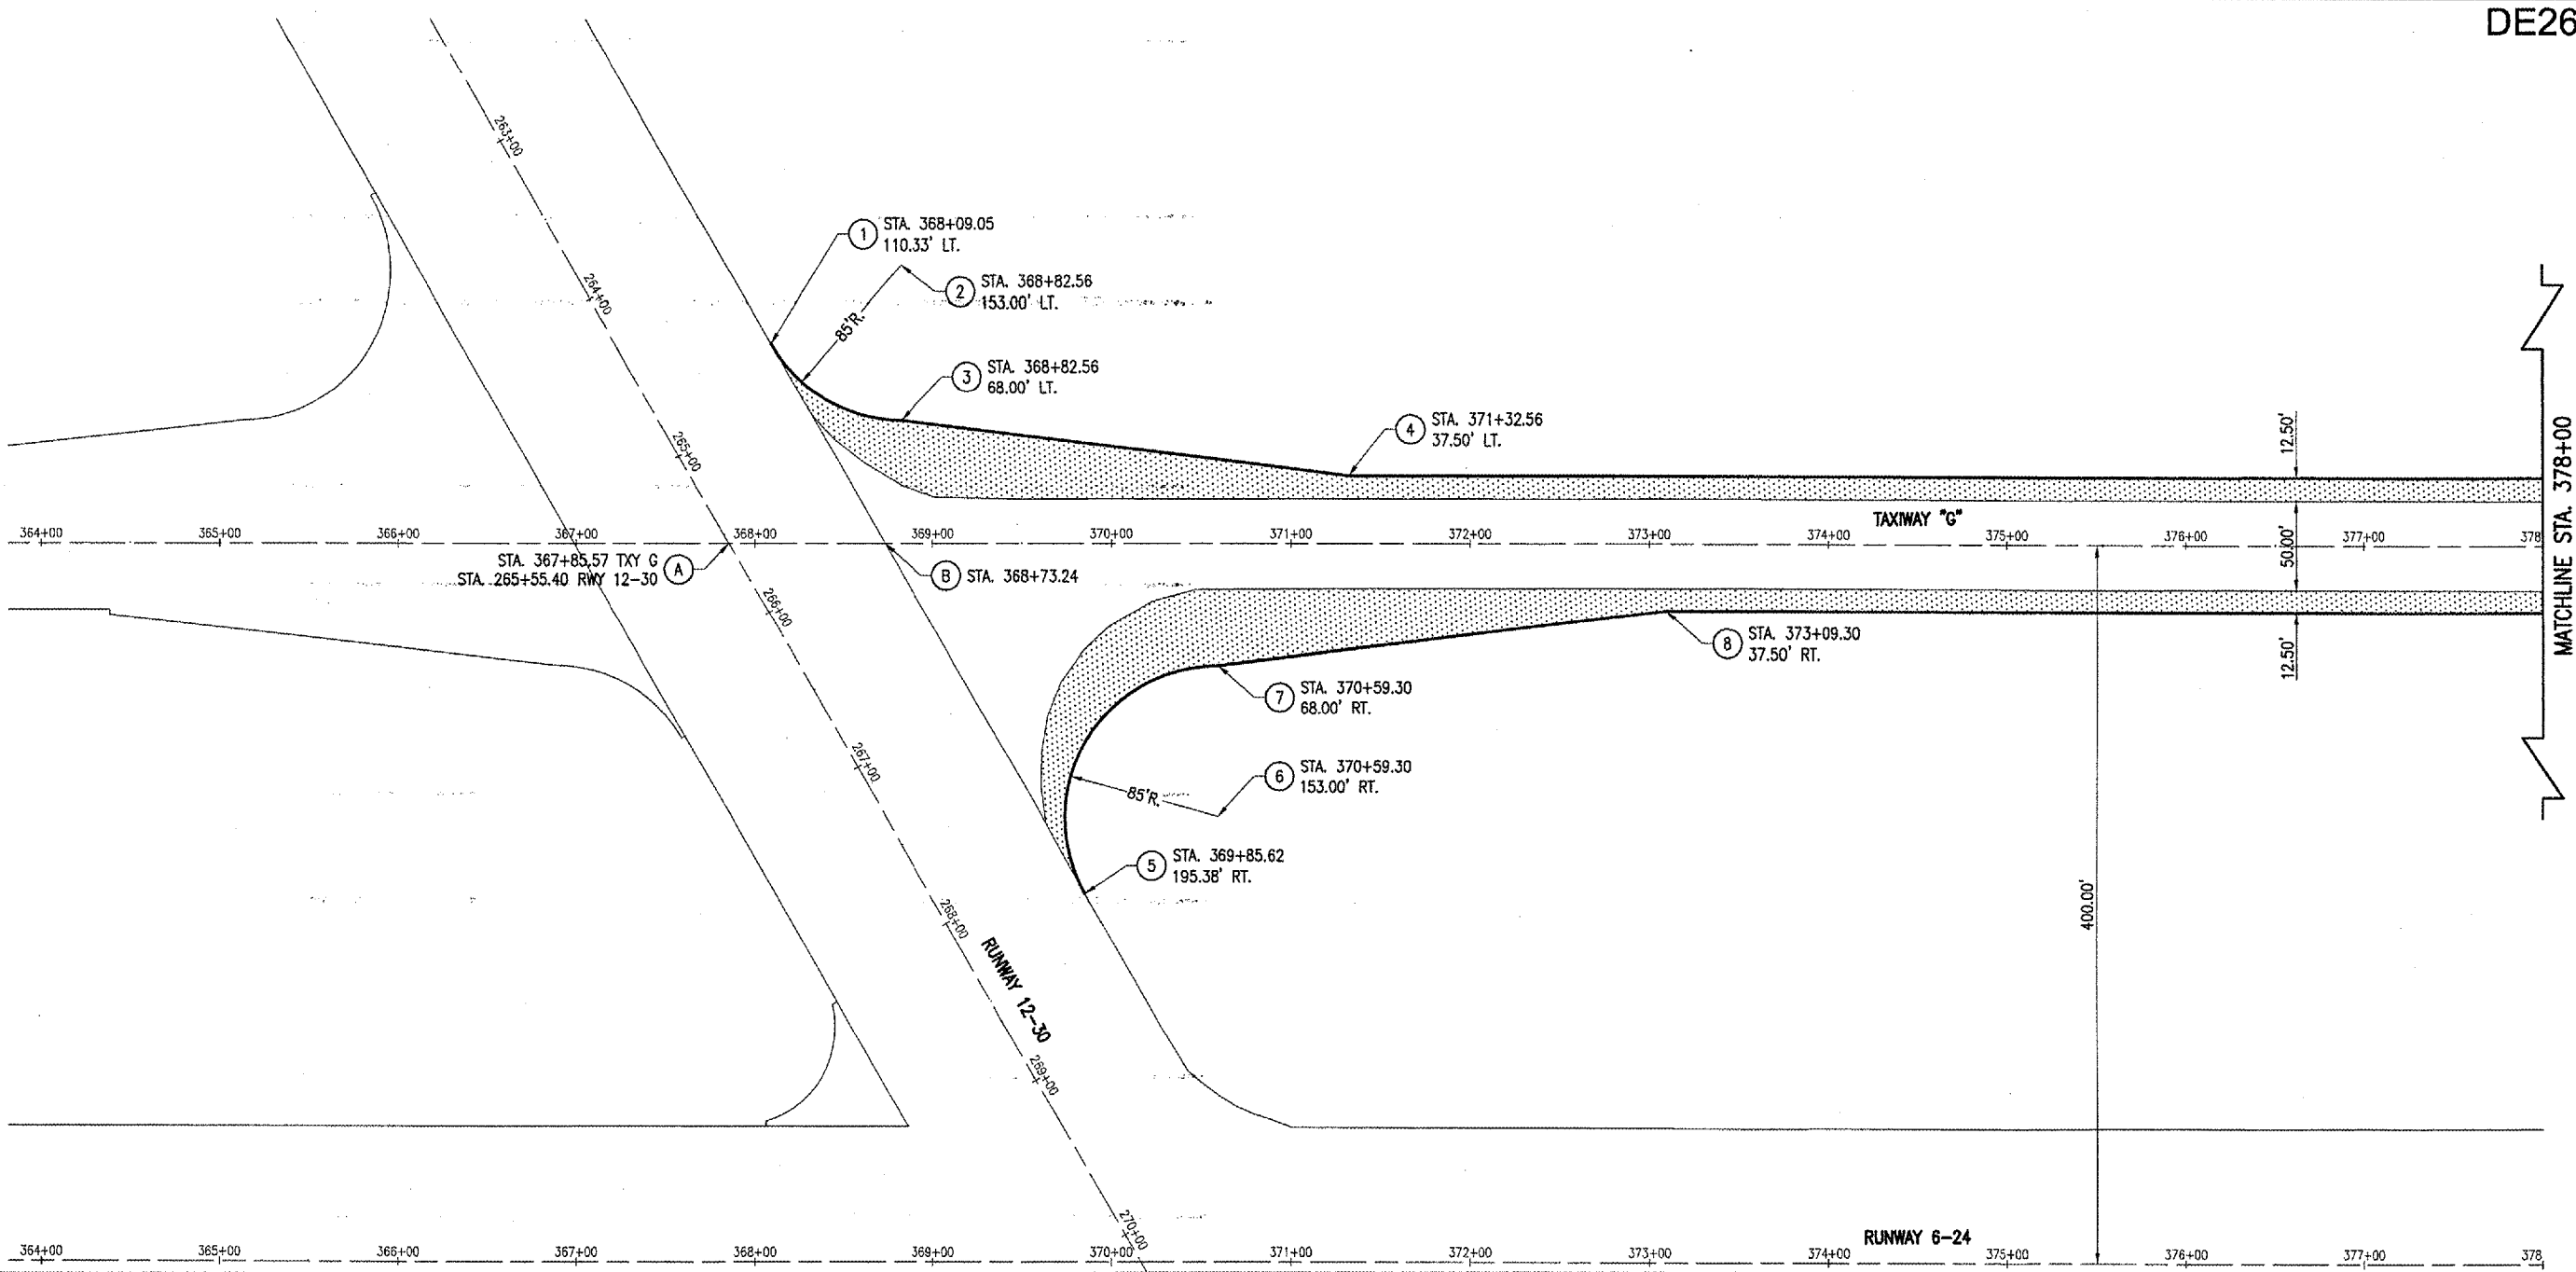 DE26
263+00
264+00
265+00
266+00
267+00
268+00
269+00
270+00
RUNWAY 12-30
1
STA. 368+09.05
110.33' LT.
2
STA. 368+82.56
153.00' LT.
85'R.
3
STA. 368+82.56
68.00' LT.
4
STA. 371+32.56
37.50' LT.
12.50'
50.00'
12.50'
MATCHLINE STA. 378+00
TAXIWAY "G"
364+00 365+00 366+00 367+00 368+00 369+00 370+00 371+00 372+00 373+00 374+00 375+00 376+00 377+00 378
STA. 367+85.57 TXY G
STA. 265+55.40 RWY 12-30
A
B STA. 368+73.24
8
STA. 373+09.30
37.50' RT.
7
STA. 370+59.30
68.00' RT.
6
STA. 370+59.30
153.00' RT.
85'R.
5
STA. 369+85.62
195.38' RT.
400.00'
RUNWAY 6-24
364+00 365+00 366+00 367+00 368+00 369+00 370+00 371+00 372+00 373+00 374+00 375+00 376+00 377+00 378